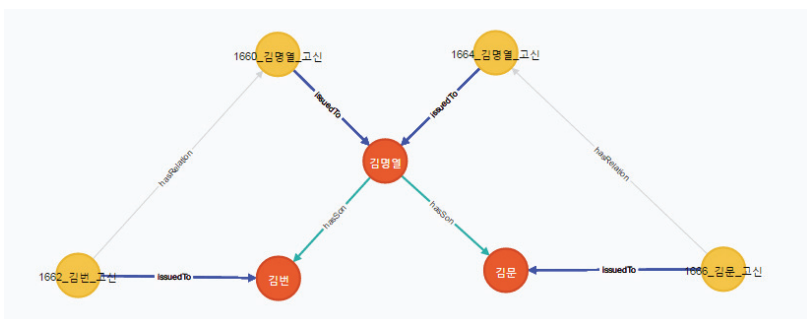 1660_김명열_고신
1664_김명열_고신
issuedTo
issuedTo
hasRelation
hasRelation
김명열
hasSon
hasSon
1662_김번_고신
issuedTo
김번
김문
issuedTo
1666_김문_고신